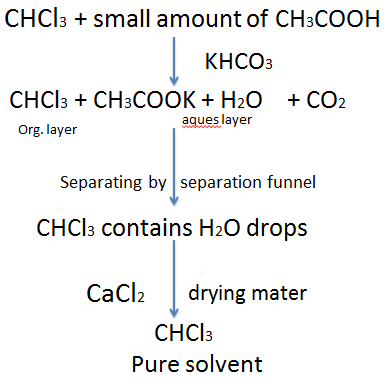 CHCl₃ + small amount of CH₃COOH
KHCO₃
CHCl₃ + CH₃COOK + H₂O + CO₂
Org. layer aques layer
Separating by separation funnel
CHCl₃ contains H₂O drops
CaCl₂ drying mater
CHCl₃
Pure solvent